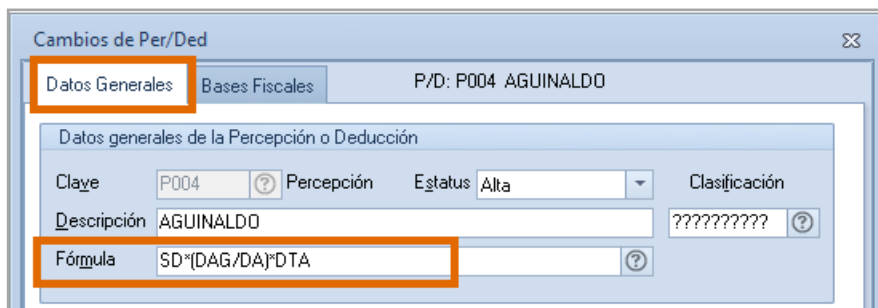 Cambios de Per/Ded
Datos Generales Bases Fiscales P/D: P004 AGUINALDO
Datos generales de la Percepción o Deducción
Clave P004 Percepción Estatus Alta Clasificación
Descripción AGUINALDO ??????????
Fórmula SD*(DAG/DA)*DTA